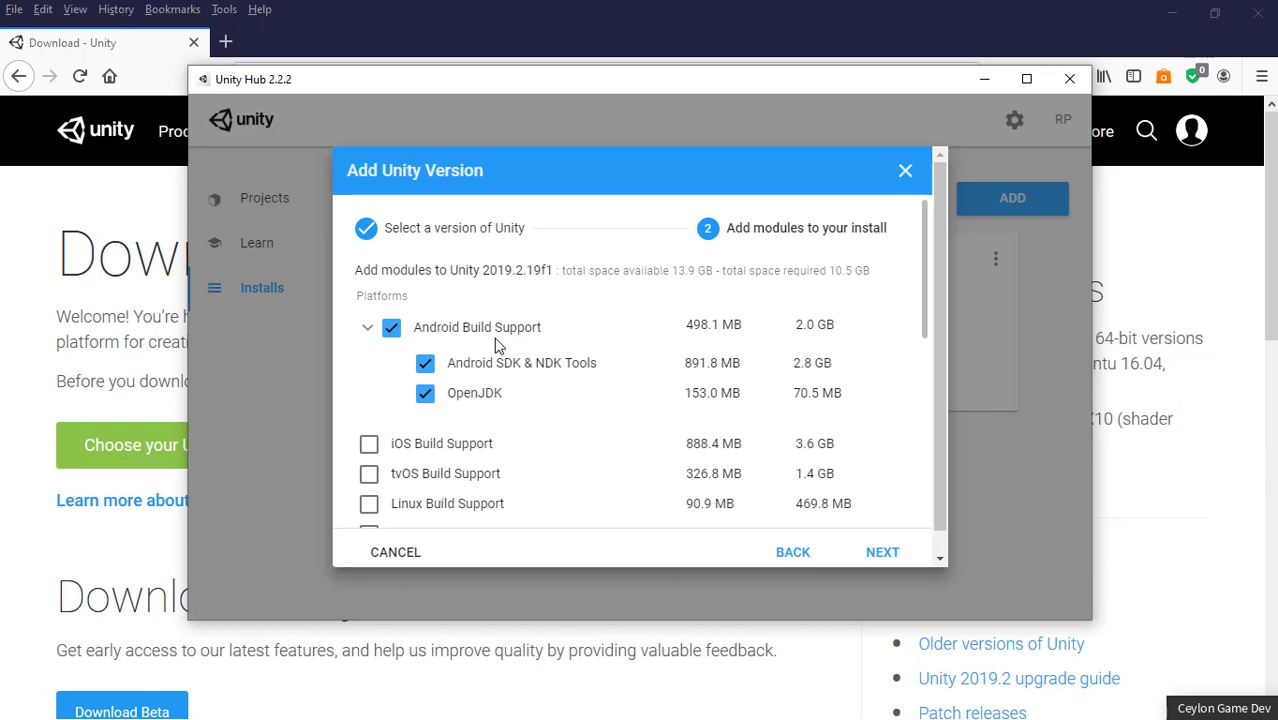 File Edit View History Bookmarks Tools Help
Download - Unity
Unity Hub 2.2.2
0
unity
Proc
ore
unity
RP
Projects
Learn
Installs
ADD
Add Unity Version
Select a version of Unity
2 Add modules to your install
Add modules to Unity 2019.2.19f1 : total space available 13.9 GB - total space required 10.5 GB
Platforms
Android Build Support 498.1 MB 2.0 GB
Android SDK & NDK Tools 891.8 MB 2.8 GB
OpenJDK 153.0 MB 70.5 MB
iOS Build Support 888.4 MB 3.6 GB
tvOS Build Support 326.8 MB 1.4 GB
Linux Build Support 90.9 MB 469.8 MB
CANCEL BACK NEXT
Down
Welcome! You're h
platform for creati
Before you downlo
Choose your U
Learn more about
s
64-bit versions
ntu 16.04,
X10 (shader
Downl
Get early access to our latest features, and help us improve quality by providing valuable feedback.
Download Beta
Older versions of Unity
Unity 2019.2 upgrade guide
Patch releases
Ceylon Game Dev